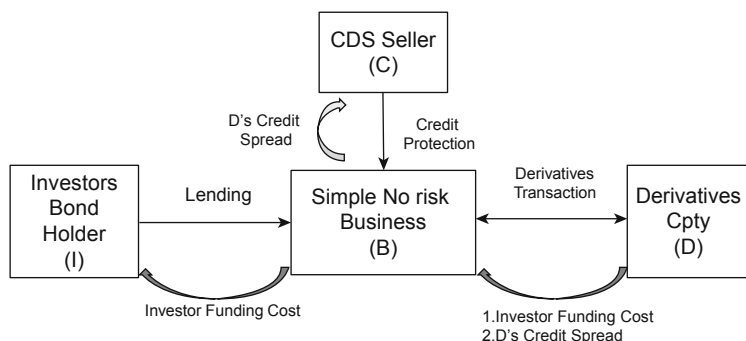 CDS Seller
(C)
D's Credit
Spread
Credit
Protection
Investors
Bond
Holder
(I)
Lending
Simple No risk
Business
(B)
Derivatives
Transaction
Derivatives
Cpty
(D)
Investor Funding Cost
1.Investor Funding Cost
2.D's Credit Spread